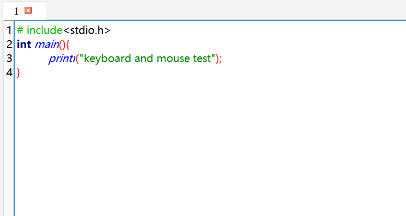 1
1 # include<stdio.h>
2 int main(){
3 printf("keyboard and mouse test");
4 }